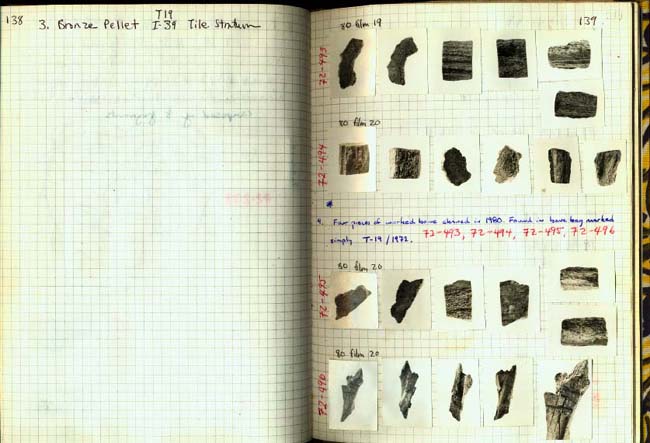 138
T19
3. Bronze Pellet I-39 Tile Stratum
139
80 film 19
72-493
80 film 20
72-494
*
4. Four pieces of worked bone cleaned in 1980. Found in bone bag marked
simply T-19/1972. 72-493, 72-494, 72-495, 72-496
80 film 20
72-495
80 film 20
72-496